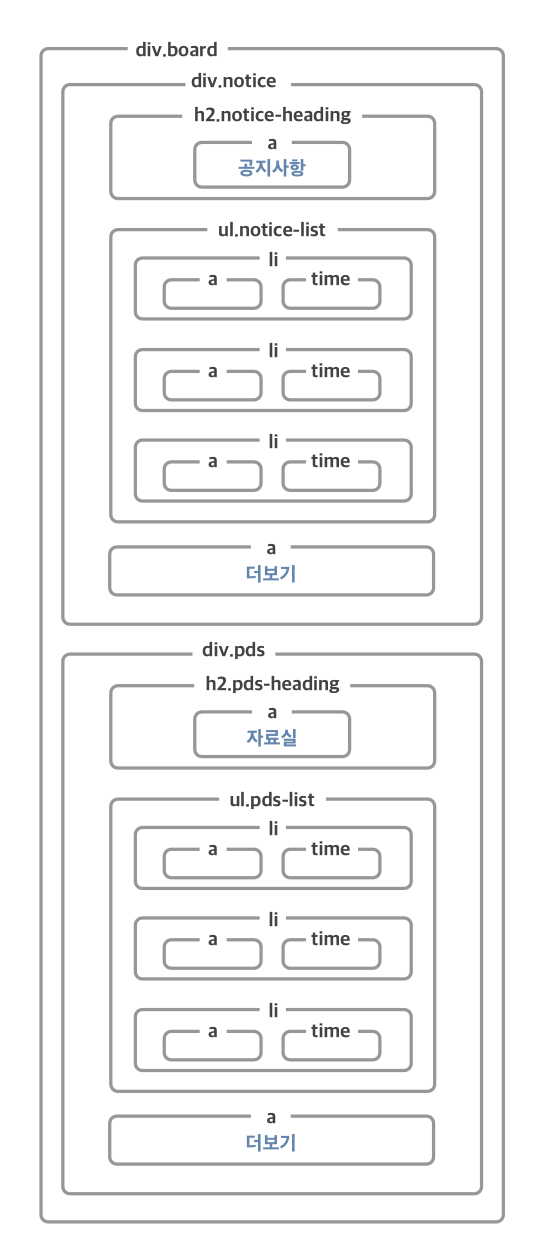 div.board
div.notice
h2.notice-heading
a
공지사항
ul.notice-list
li
a time
li
a time
li
a time
a
더보기
div.pds
h2.pds-heading
a
자료실
ul.pds-list
li
a time
li
a time
li
a time
a
더보기